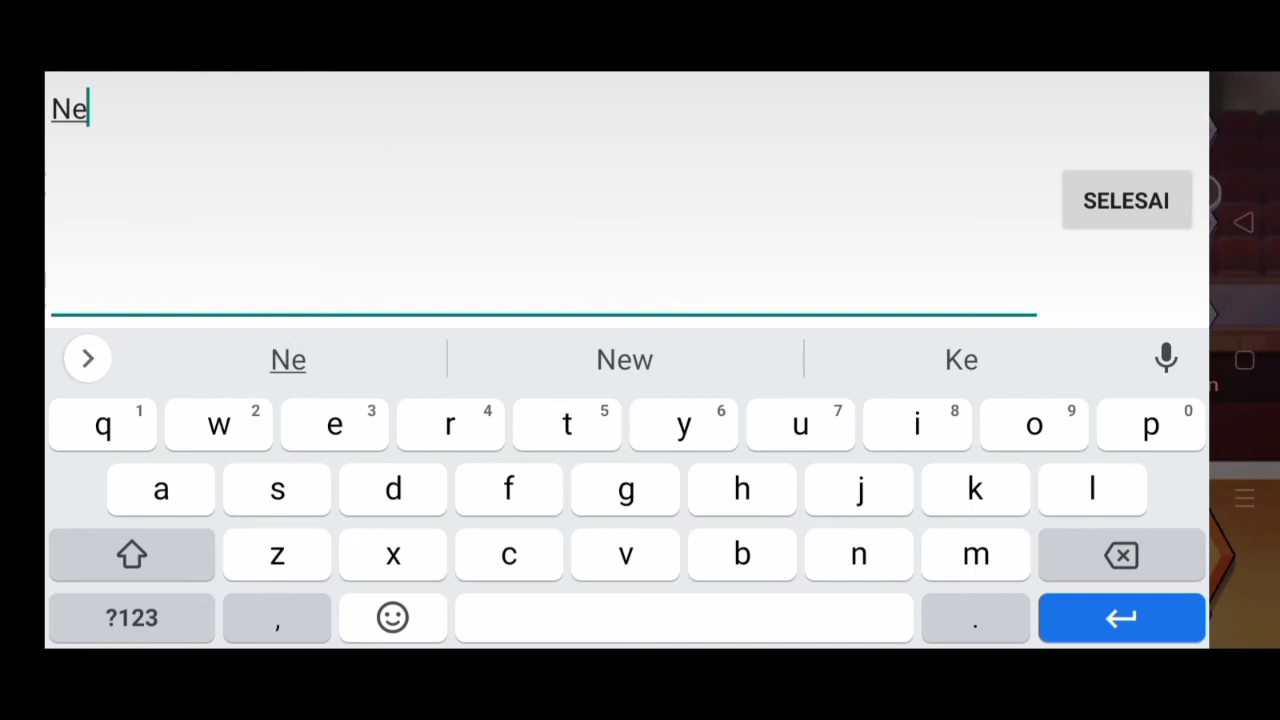 Ne
SELESAI
Ne New Ke
q 1 w 2 e 3 r 4 t 5 y 6 u 7 i 8 o 9 p 0
a s d f g h j k l
z x c v b n m
?123 , .
n